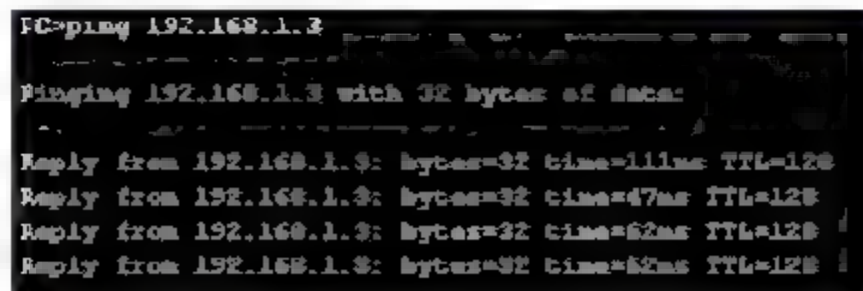 PC>ping 192.168.1.3
Pinging 192.168.1.3 with 32 bytes of data:
Reply from 192.168.1.3: bytes=32 time=111ms TTL=128
Reply from 192.168.1.3: bytes=32 time=47ms TTL=128
Reply from 192.168.1.3: bytes=32 time=62ms TTL=128
Reply from 192.168.1.3: bytes=32 time=62ms TTL=128